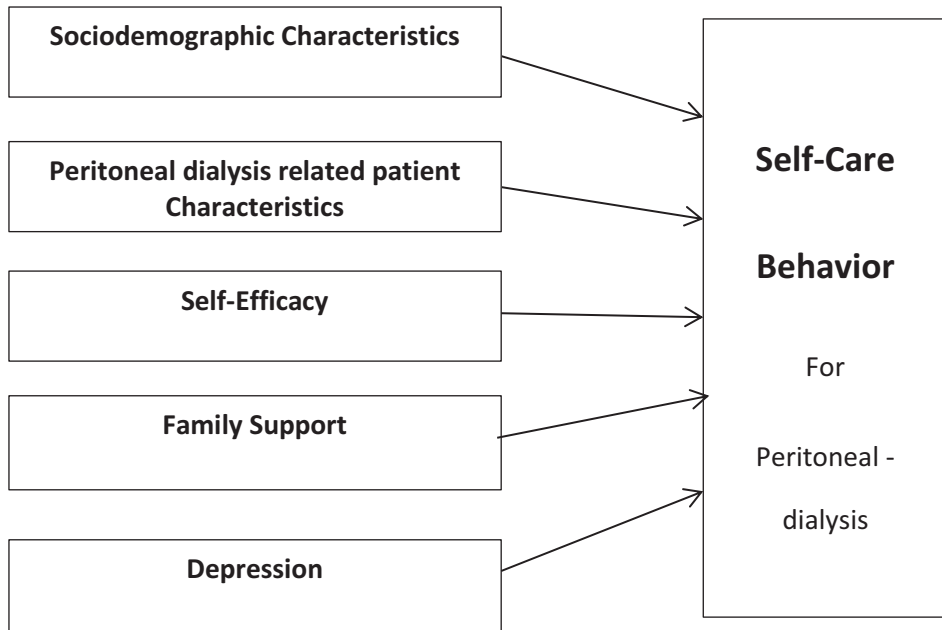 Sociodemographic Characteristics
Peritoneal dialysis related patient
Characteristics
Self-Efficacy
Family Support
Depression
Self-Care
Behavior
For
Peritoneal -
dialysis